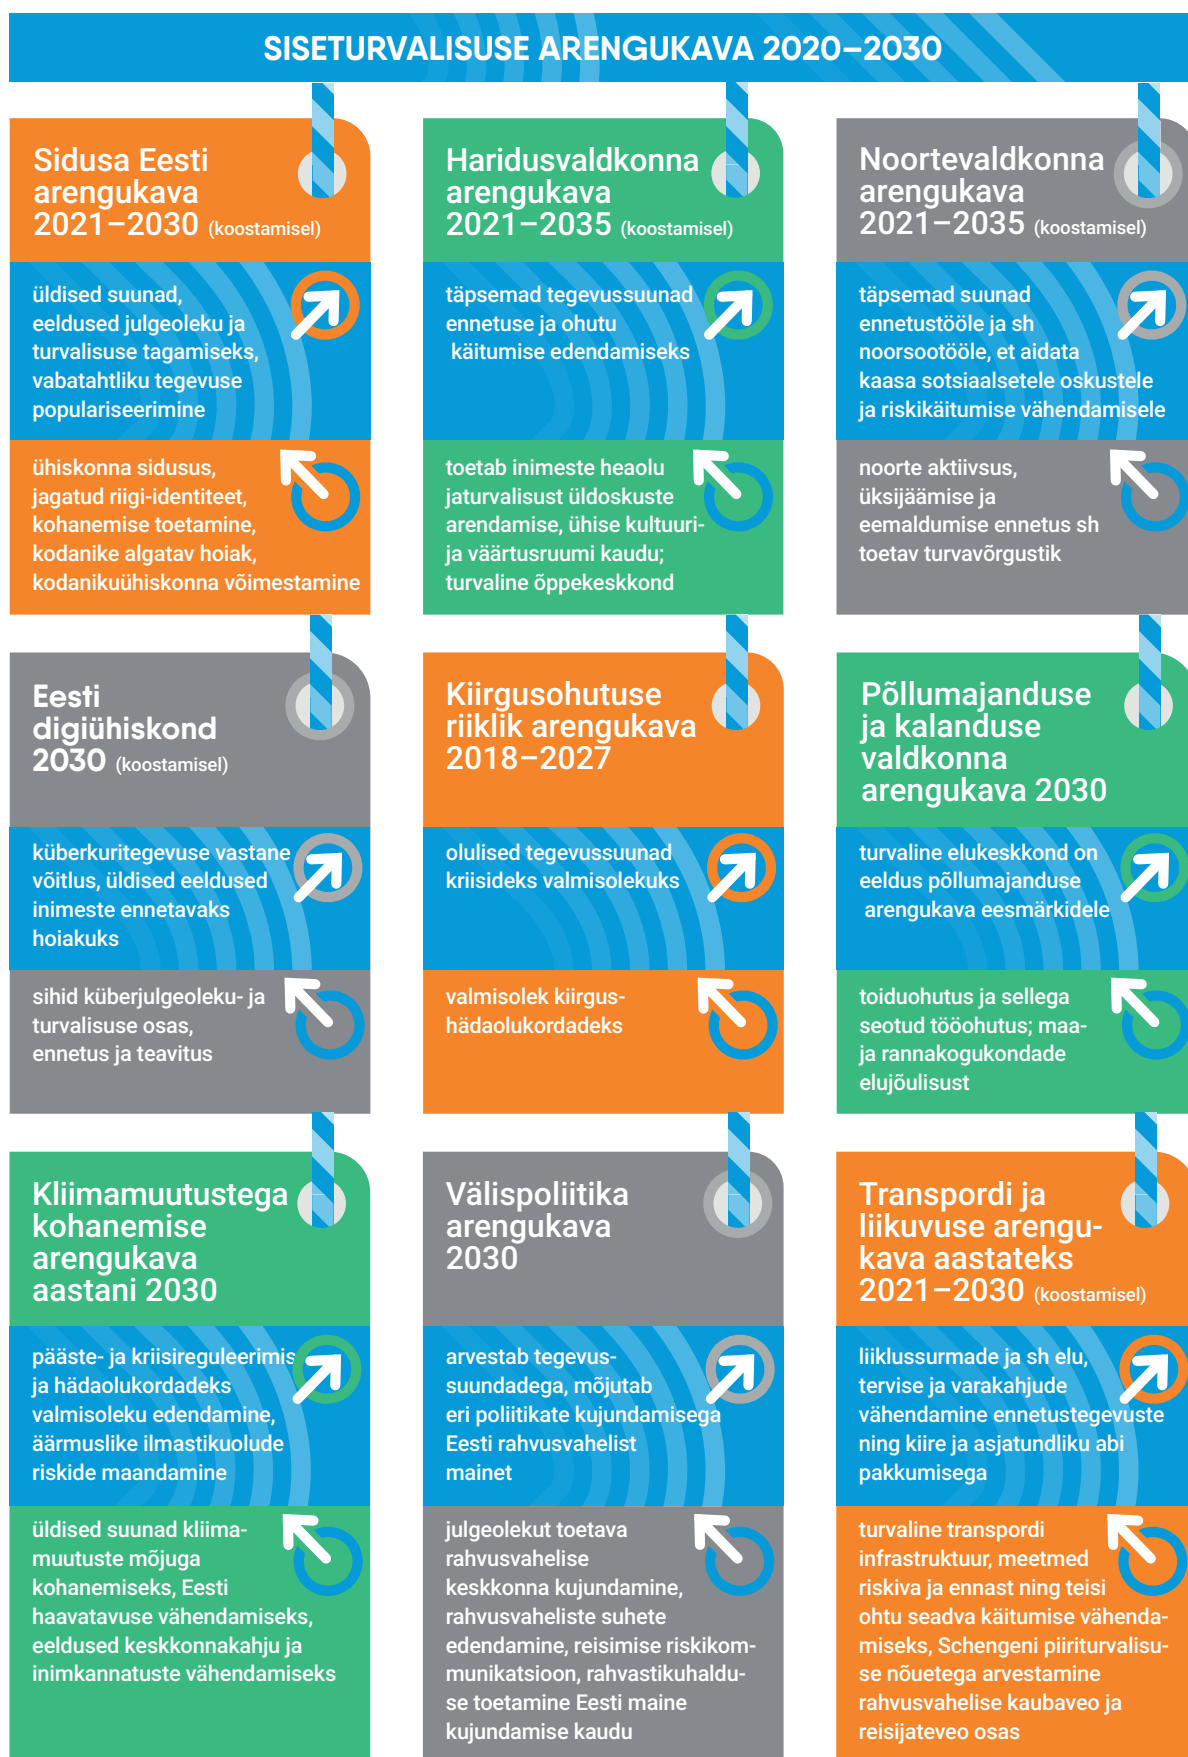 SISETURVALISUSE ARENGUKAVA 2020–2030
Sidusa Eesti
arengukava
2021–2030 (koostamisel)
üldised suunad,
eeldused julgeoleku ja
turvalisuse tagamiseks,
vabatahtliku tegevuse
populariseerimine
ühiskonna sidusus,
jagatud riigi-identiteet,
kohanemise toetamine,
kodanike algatav hoiak,
kodanikuühiskonna võimestamine
Haridusvaldkonna
arengukava
2021–2035 (koostamisel)
täpsemad tegevussuunad
ennetuse ja ohutu
käitumise edendamiseks
toetab inimeste heaolu
jaturvalisust üldoskuste
arendamise, ühise kultuuri-
ja väärtusruumi kaudu;
turvaline õppekeskkond
Noortevaldkonna
arengukava
2021–2035 (koostamisel)
täpsemad suunad
ennetustööle ja sh
noorsootööle, et aidata
kaasa sotsiaalsetele oskustele
ja riskikäitumise vähendamisele
noorte aktiivsus,
üksijäämise ja
eemaldumise ennetus sh
toetav turvavõrgustik
Eesti
digiühiskond
2030 (koostamisel)
küberkuritegevuse vastane
võitlus, üldised eeldused
inimeste ennetavaks
hoiakuks
sihid küberjulgeoleku- ja
turvalisuse osas,
ennetus ja teavitus
Kiirgusohutuse
riiklik arengukava
2018–2027
olulised tegevussuunad
kriisideks valmisolekuks
valmisolek kiirgus-
hädaolukordadeks
Põllumajanduse
ja kalanduse
valdkonna
arengukava 2030
turvaline elukeskkond on
eeldus põllumajanduse
arengukava eesmärkidele
toiduohutus ja sellega
seotud tööohutus; maa-
ja rannakogukondade
elujõulisust
Kliimamuutustega
kohanemise
arengukava
aastani 2030
pääste- ja kriisireguleerimis
ja hädaolukordadeks
valmisoleku edendamine,
äärmuslike ilmastikuolude
riskide maandamine
üldised suunad kliima-
muutuste mõjuga
kohanemiseks, Eesti
haavatavuse vähendamiseks,
eeldused keskkonnakahju ja
inimkannatuste vähendamiseks
Välispoliitika
arengukava
2030
arvestab tegevus-
suundadega, mõjutab
eri poliitikate kujundamisega
Eesti rahvusvahelist
mainet
julgeolekut toetava
rahvusvahelise
keskkonna kujundamine,
rahvusvaheliste suhete
edendamine, reisimise riskikom-
munikatsioon, rahvastikuhaldu-
se toetamine Eesti maine
kujundamise kaudu
Transpordi ja
liikuvuse arengu-
kava aastateks
2021–2030 (koostamisel)
liiklussurmade ja sh elu,
tervise ja varakahjude
vähendamine ennetustegevuste
ning kiire ja asjatundliku abi
pakkumisega
turvaline transpordi
infrastruktuur, meetmed
riskiva ja ennast ning teisi
ohtu seadva käitumise vähenda-
miseks, Schengeni piiriturvalisu-
se nõuetega arvestamine
rahvusvahelise kaubaveo ja
reisijateveo osas